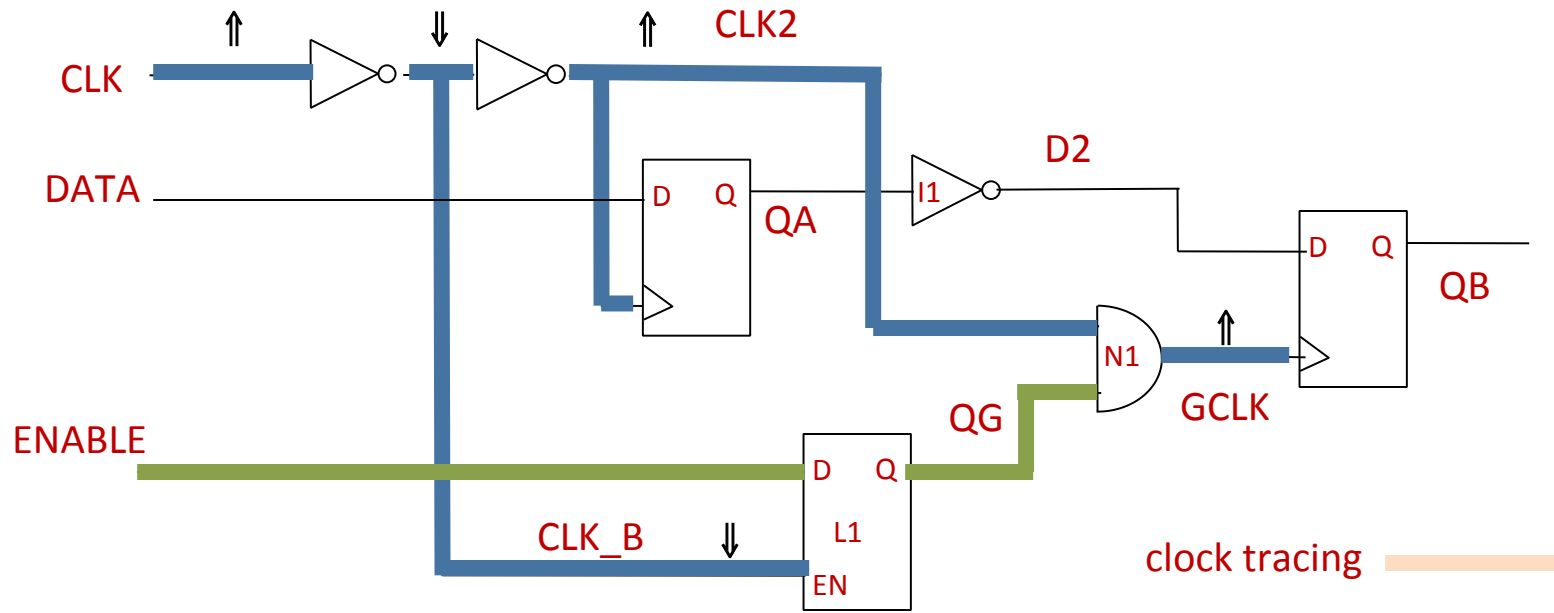 CLK2
CLK
DATA
D Q
QA
I1
D2
D Q
QB
N1
GCLK
QG
ENABLE
D Q
L1
CLK_B
EN
clock tracing